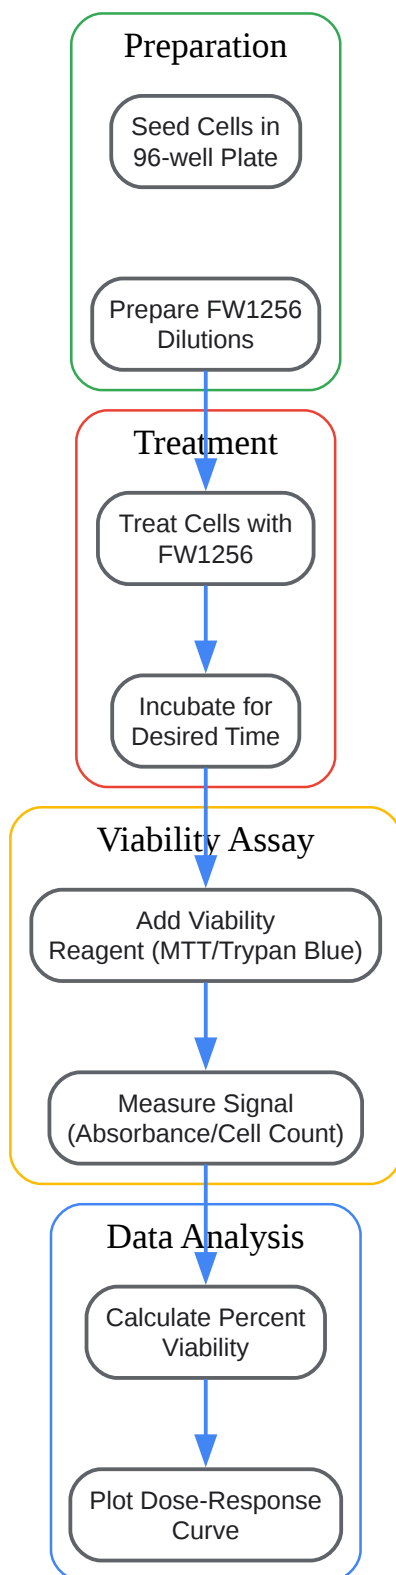 Preparation
Seed Cells in
96-well Plate
Prepare FW1256
Dilutions
Treatment
Treat Cells with
FW1256
Incubate for
Desired Time
Viability Assay
Add Viability
Reagent (MTT/Trypan Blue)
Measure Signal
(Absorbance/Cell Count)
Data Analysis
Calculate Percent
Viability
Plot Dose-Response
Curve